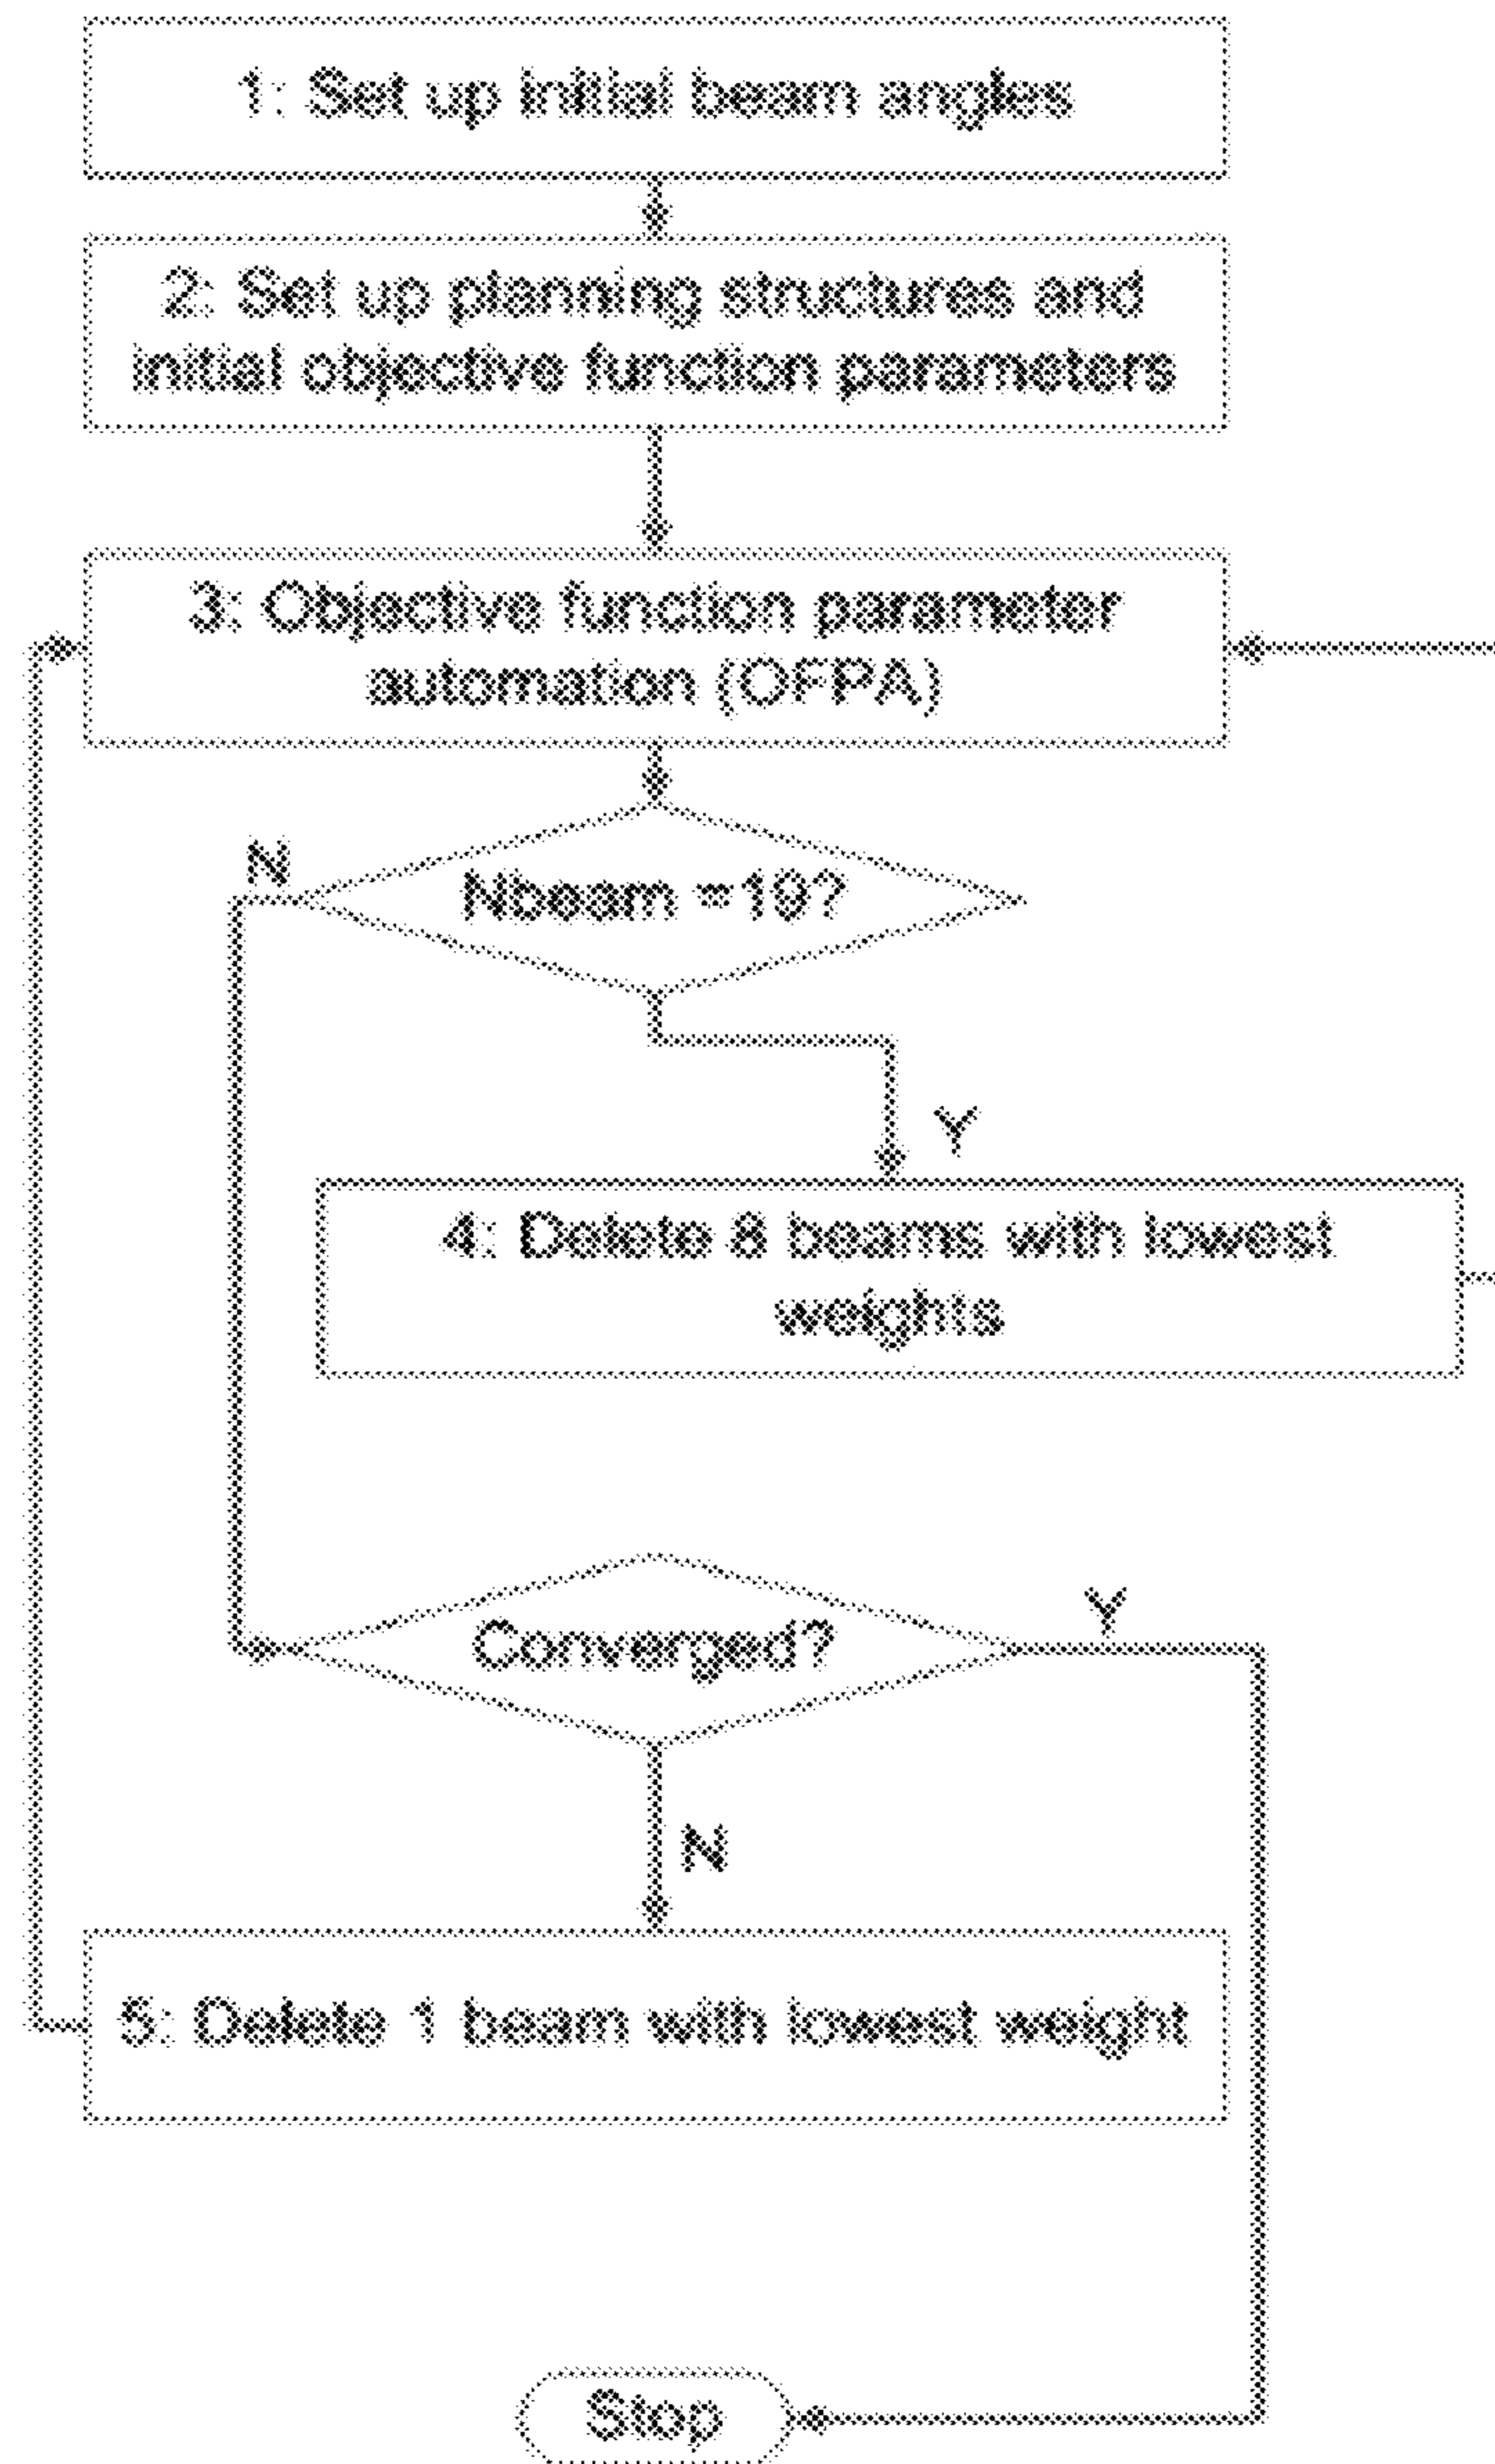 1: Set up initial beam angles
2: Set up planning structures and
initial objective function parameters
3: Objective function parameter
automation (OFPA)
N
Nbeam =19?
Y
4: Delete 8 beams with lowest
weights
Y
Converged?
N
5: Delete 1 beam with lowest weight
Stop